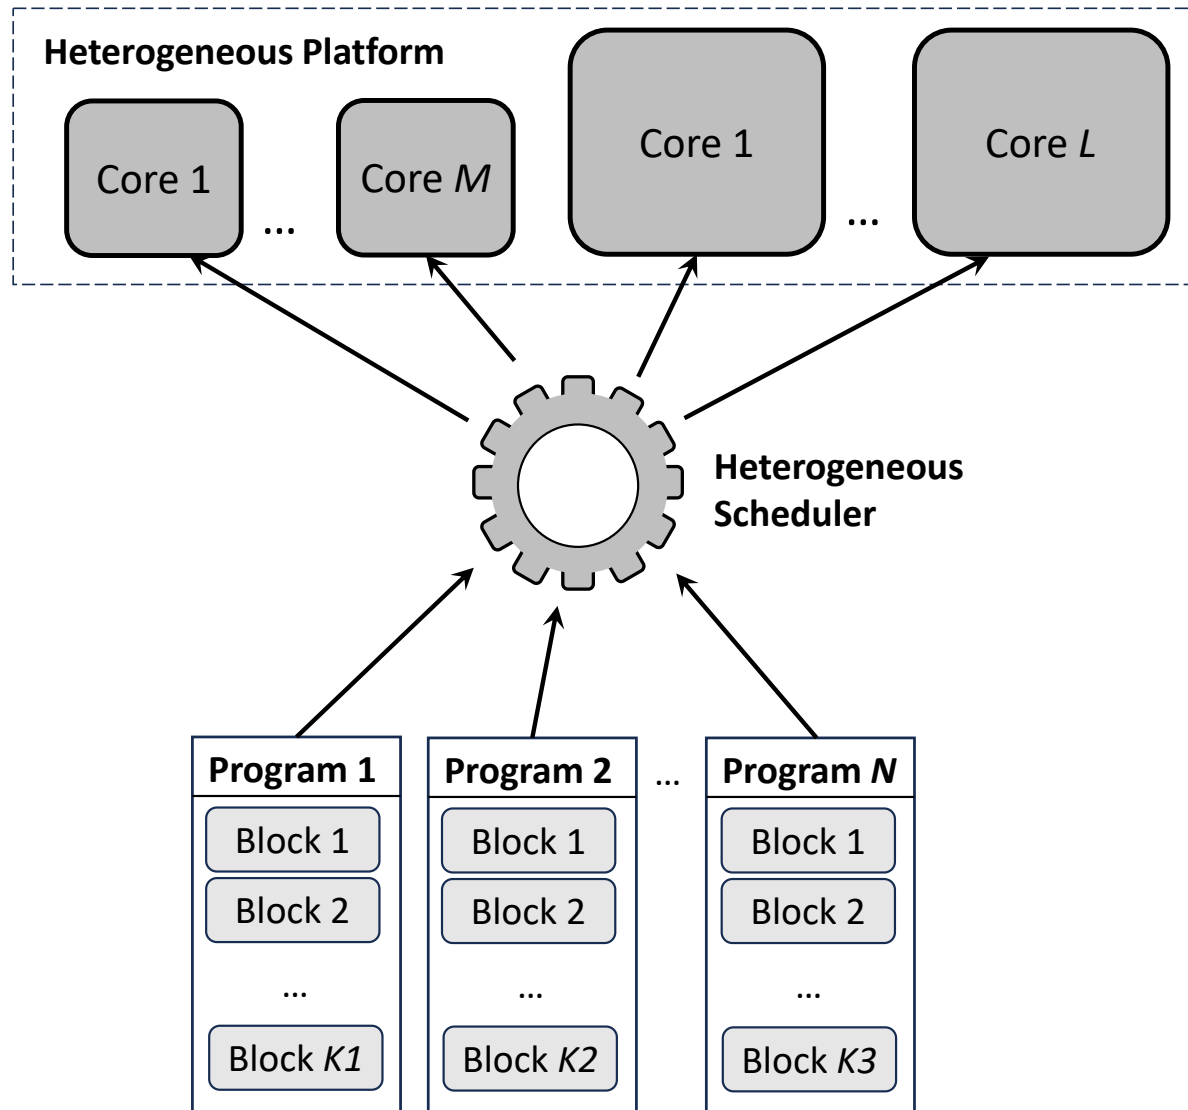 Heterogeneous Platform
Core 1
...
Core M
Core 1
...
Core L
Heterogeneous
Scheduler
Program 1
Block 1
Block 2
...
Block K1
Program 2
Block 1
Block 2
...
Block K2
...
Program N
Block 1
Block 2
...
Block K3